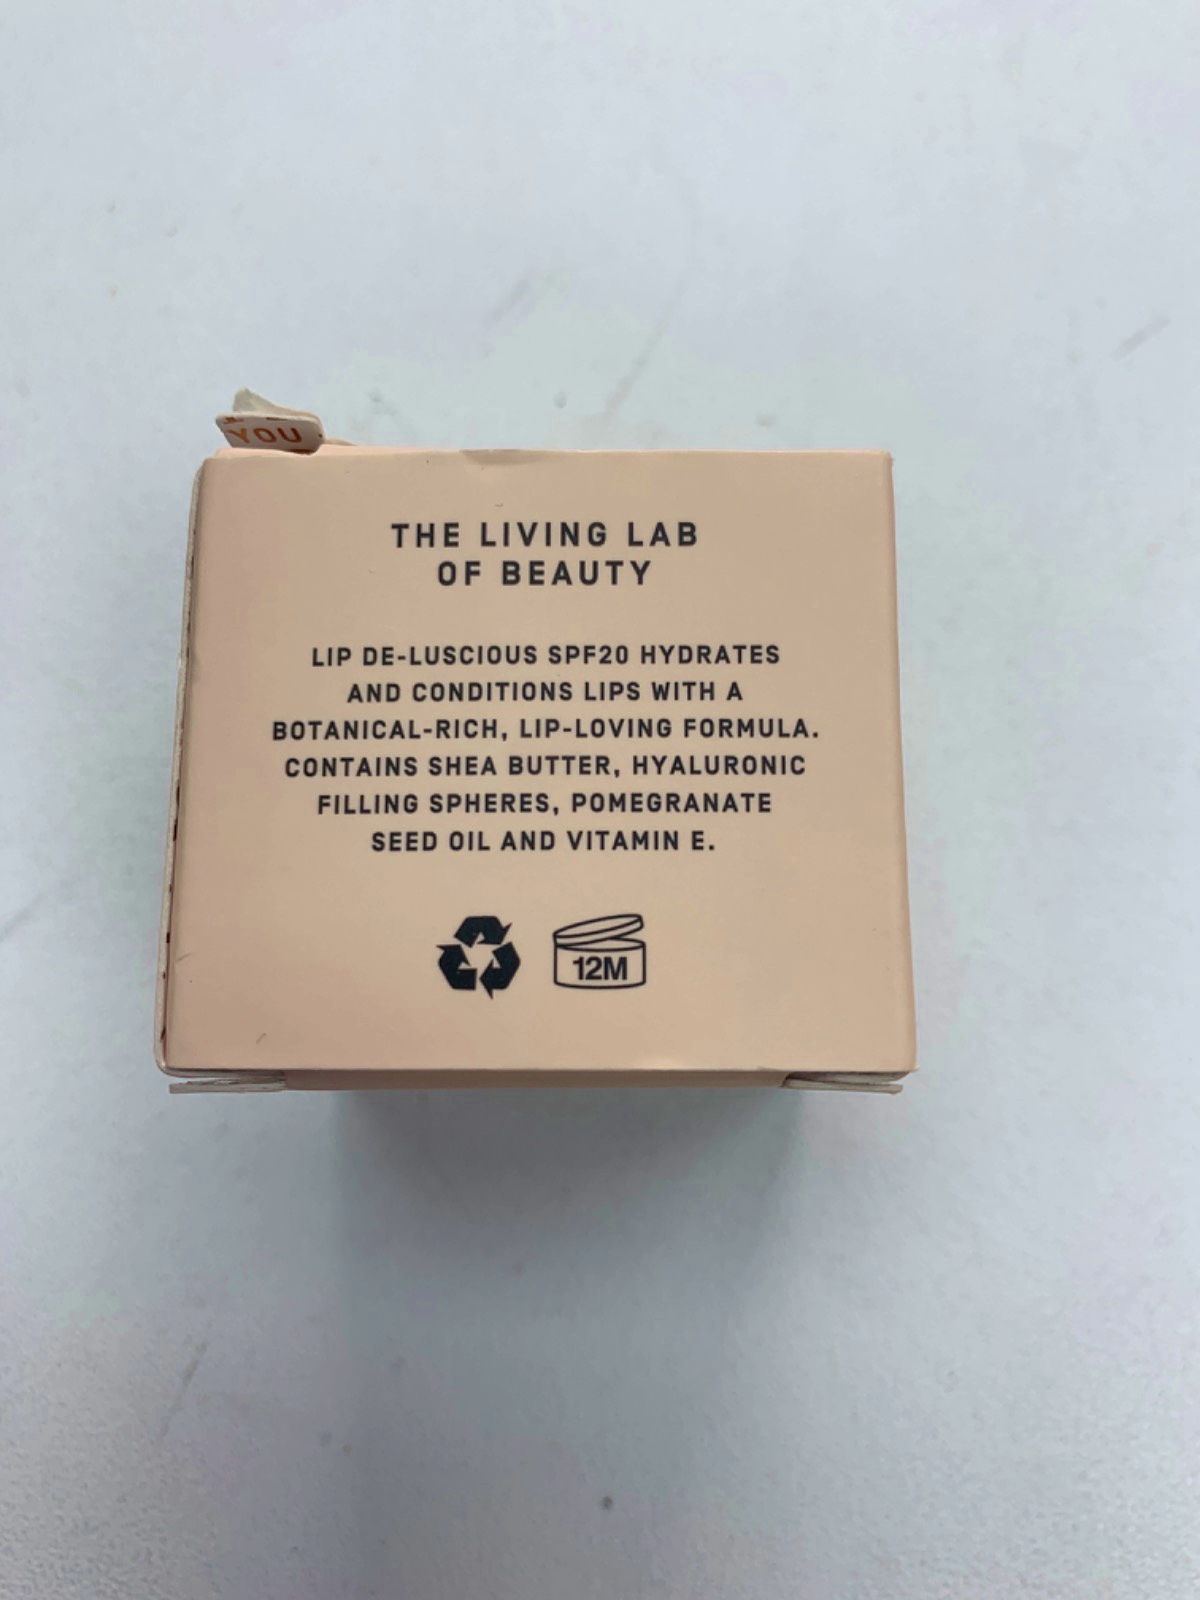 YOU
THE LIVING LAB
OF BEAUTY
LIP DE-LUSCIOUS SPF20 HYDRATES
AND CONDITIONS LIPS WITH A
BOTANICAL-RICH, LIP-LOVING FORMULA.
CONTAINS SHEA BUTTER, HYALURONIC
FILLING SPHERES, POMEGRANATE
SEED OIL AND VITAMIN E.
12M